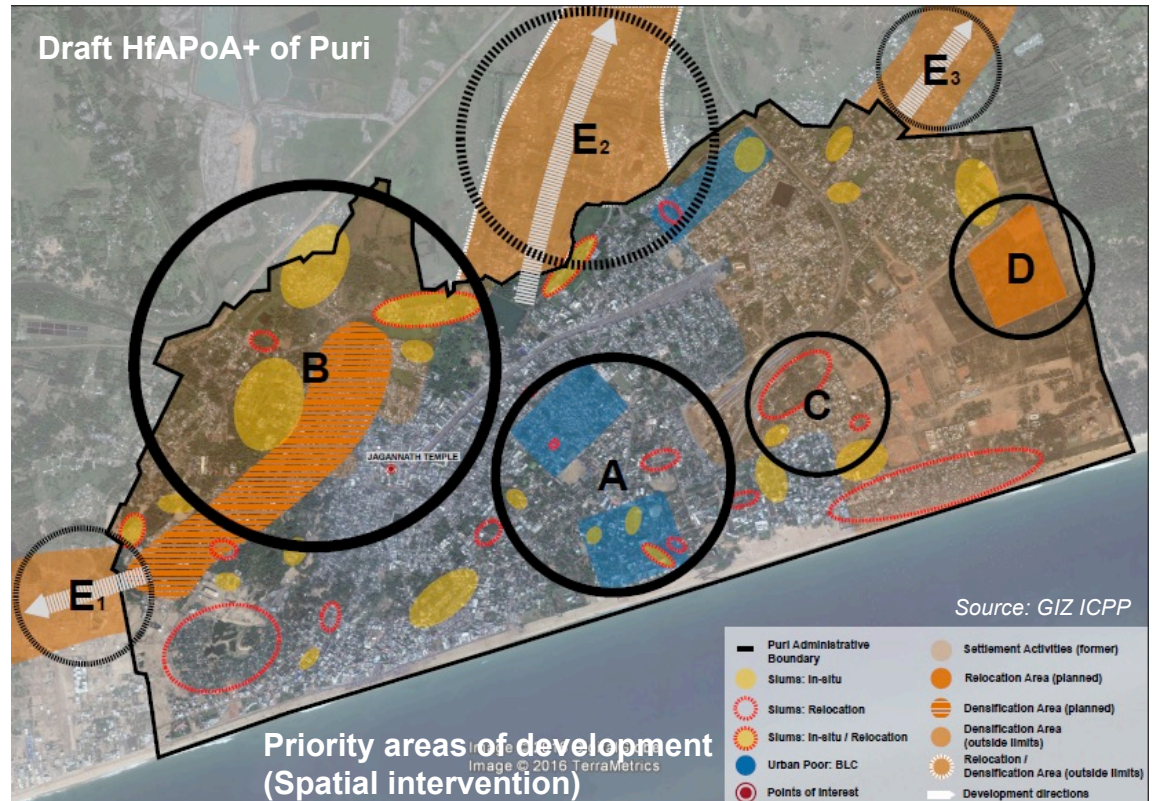 Draft HfAPoA+ of Puri
E3
E2
D
B
C
JAGANNATH TEMPLE
A
E1
Source: GIZ ICPP
Puri Administrative
Boundary
Slums: In-situ
Slums: Relocation
Slums: In-situ / Relocation
Urban Poor: BLC
Points of Interest
Settlement Activities (former)
Relocation Area (planned)
Densification Area (planned)
Densification Area
(outside limits)
Relocation /
Densification Area (outside limits)
Development directions
Priority areas of development
(Spatial intervention)
Image © 2016
Image © 2016 TerraMetrics